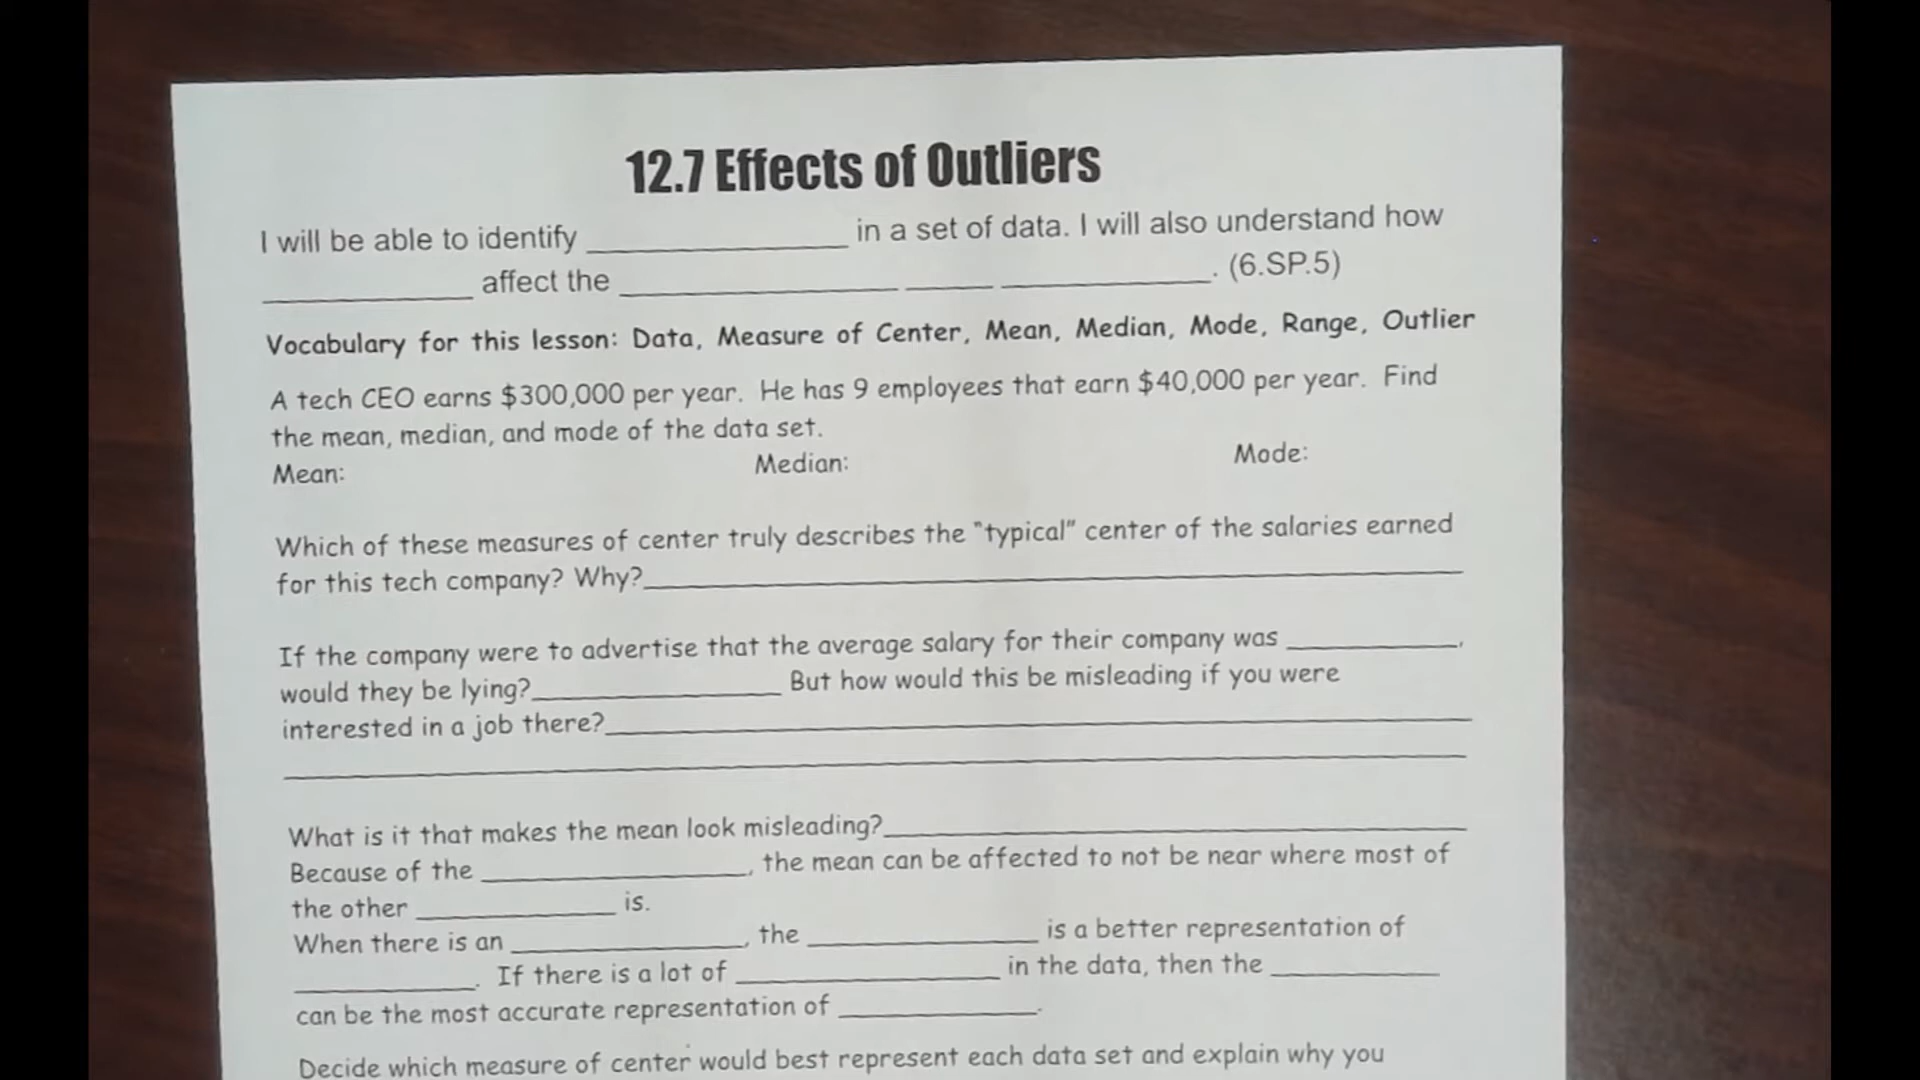 12.7 Effects of Outliers
I will be able to identify _______________ in a set of data. I will also understand how
____________ affect the ________________ _____ ____________. (6.SP.5)
Vocabulary for this lesson: Data, Measure of Center, Mean, Median, Mode, Range, Outlier
A tech CEO earns $300,000 per year. He has 9 employees that earn $40,000 per year. Find
the mean, median, and mode of the data set.
Mean: Median: Mode:
Which of these measures of center truly describes the "typical" center of the salaries earned
for this tech company? Why?____________________
If the company were to advertise that the average salary for their company was __________,
would they be lying?______________ But how would this be misleading if you were
interested in a job there?____________________
____________________
What is it that makes the mean look misleading?____________________
Because of the ________________, the mean can be affected to not be near where most of
the other ____________ is.
When there is an ______________, the ______________ is a better representation of
___________. If there is a lot of ________________ in the data, then the __________
can be the most accurate representation of ____________.
Decide which measure of center would best represent each data set and explain why you